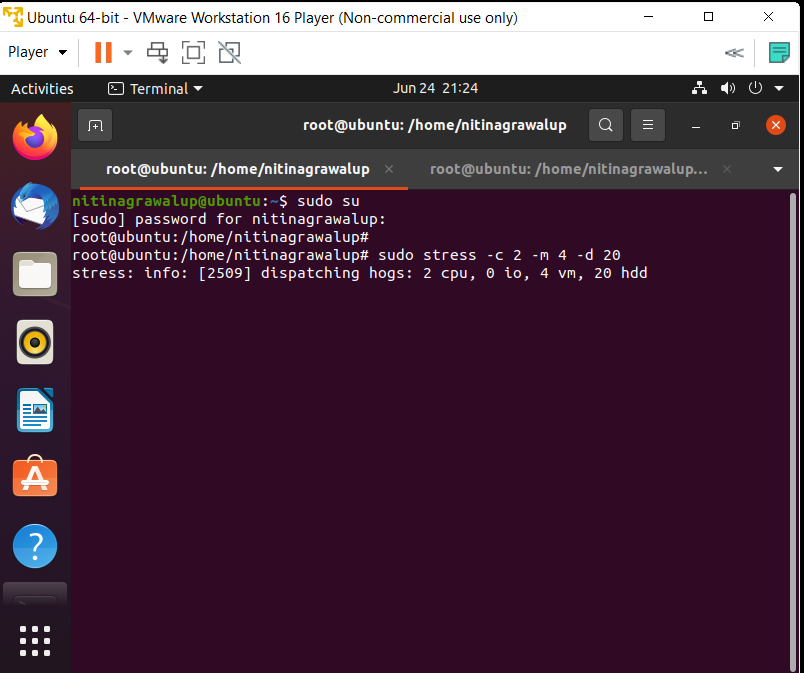 Ubuntu 64-bit - VMware Workstation 16 Player (Non-commercial use only)
Player
Activities Terminal Jun 24 21:24
root@ubuntu: /home/nitinagrawalup
root@ubuntu: /home/nitinagrawalup × root@ubuntu: /home/nitinagrawalup... ×
nitinagrawalup@ubuntu:~$ sudo su
[sudo] password for nitinagrawalup:
root@ubuntu:/home/nitinagrawalup#
root@ubuntu:/home/nitinagrawalup# sudo stress -c 2 -m 4 -d 20
stress: info: [2509] dispatching hogs: 2 cpu, 0 io, 4 vm, 20 hdd